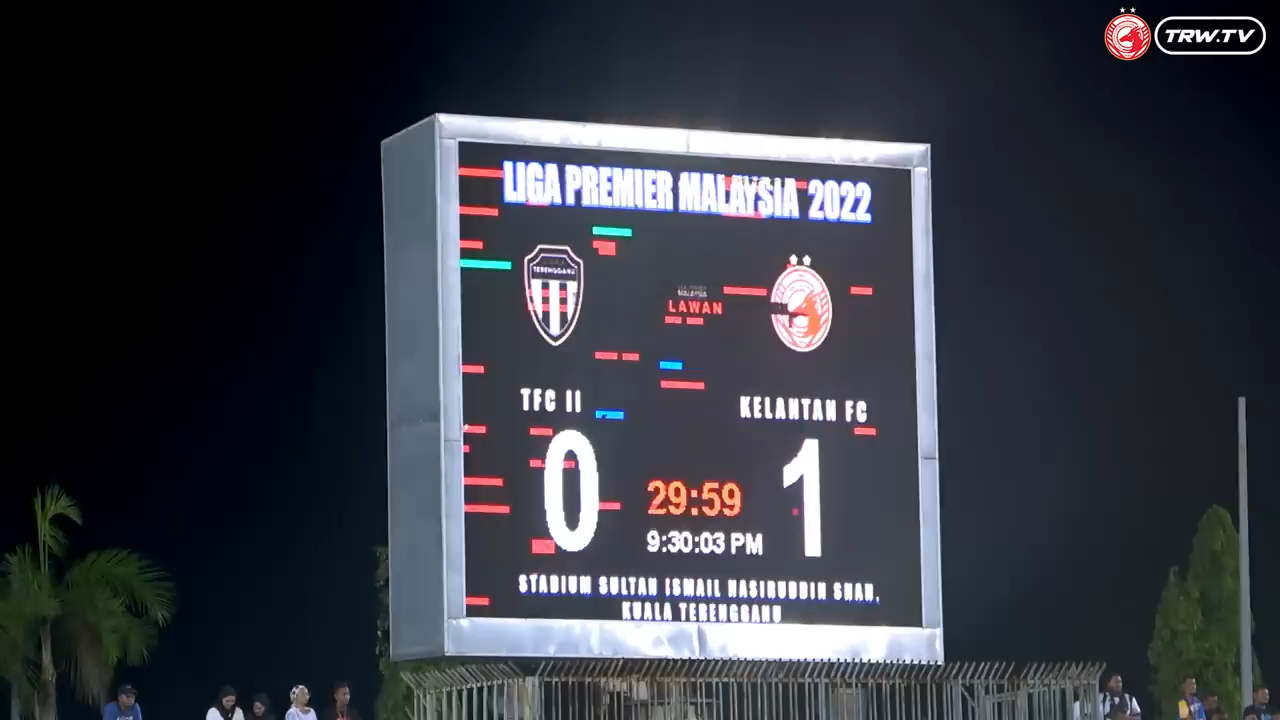 TRW.TV
LIGA PREMIER MALAYSIA 2022
TERENGGANU
MALAYSIA
LAWAN
TFC II
KELANTAN FC
0
29:59
1
9:30:03 PM
STADIUM SULTAN ISMAIL NASIRUDDIN SHAH,
KUALA TERENGGANU